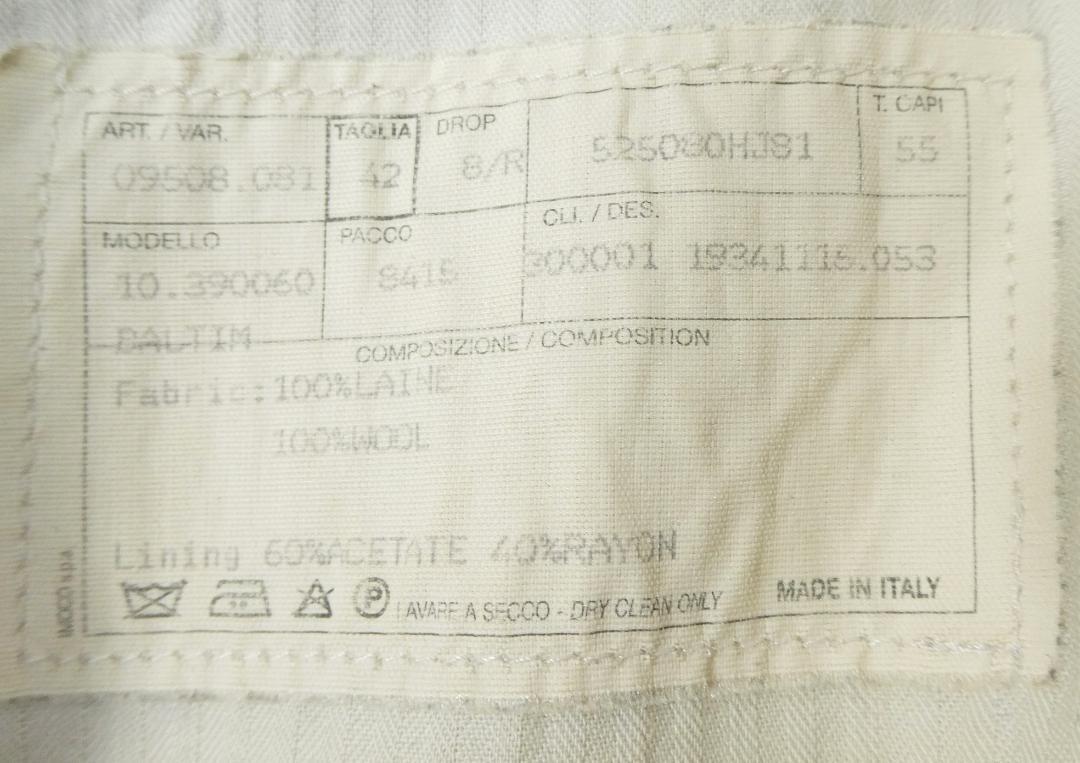 ART. / VAR. TAGLIA DROP T. CAPI
09508.081 42 8/R 525080HJ81 55
MODELLO PACCO CLI. / DES.
10.390060 8415 300001 19341115.053
DALTIM
COMPOSIZIONE / COMPOSITION
Fabric:100%LAINE
100%WOOL
Lining 60%ACETATE 40%RAYON
P LAVARE A SECCO - DRY CLEAN ONLY MADE IN ITALY